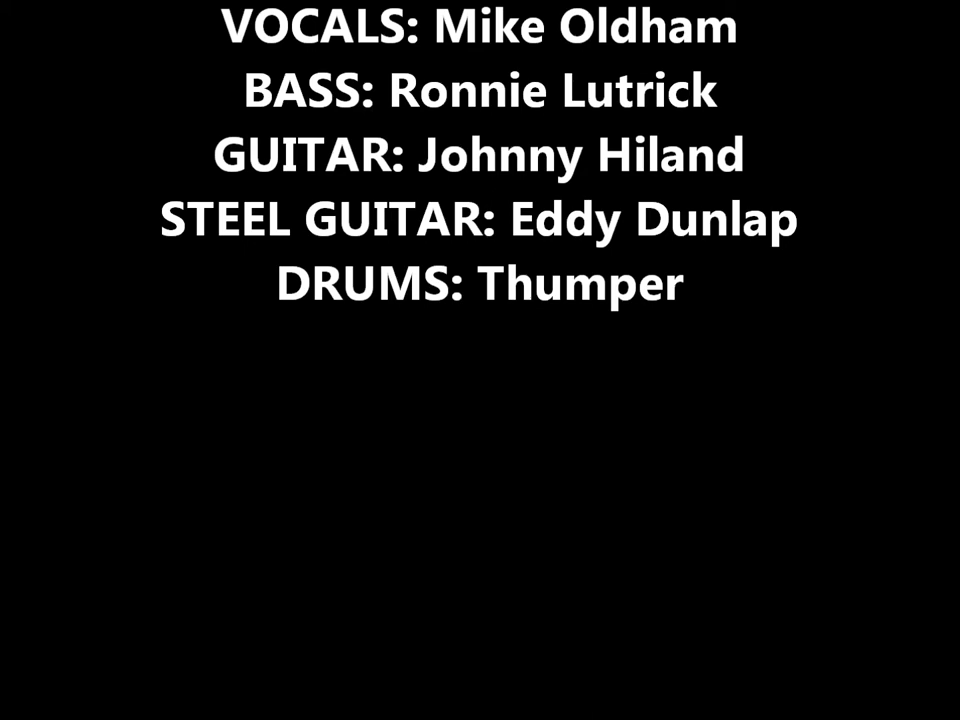 VOCALS: Mike Oldham
BASS: Ronnie Lutrick
GUITAR: Johnny Hiland
STEEL GUITAR: Eddy Dunlap
DRUMS: Thumper